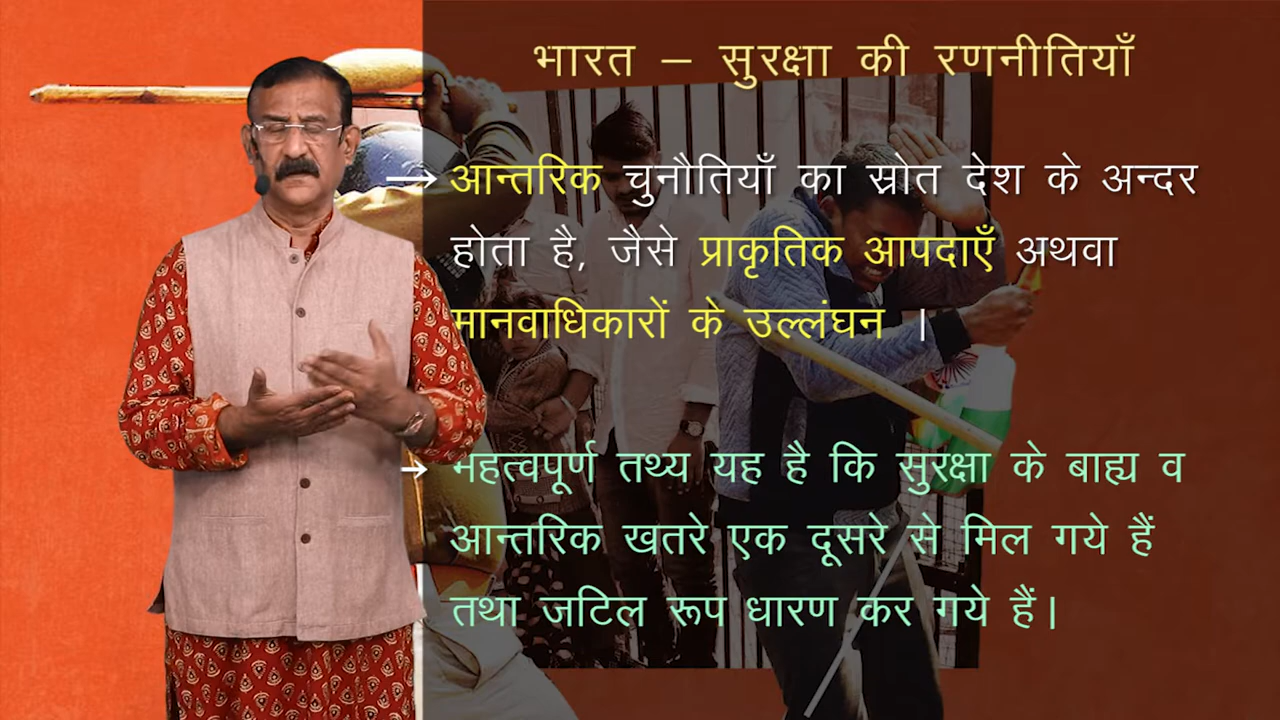 भारत – सुरक्षा की रणनीतियाँ
→ आन्तरिक चुनौतियाँ का स्रोत देश के अन्दर
होता है, जैसे प्राकृतिक आपदाएँ अथवा
मानवाधिकारों के उल्लंघन ।
→ महत्वपूर्ण तथ्य यह है कि सुरक्षा के बाह्य व
आन्तरिक खतरे एक दूसरे से मिल गये हैं
तथा जटिल रूप धारण कर गये हैं।